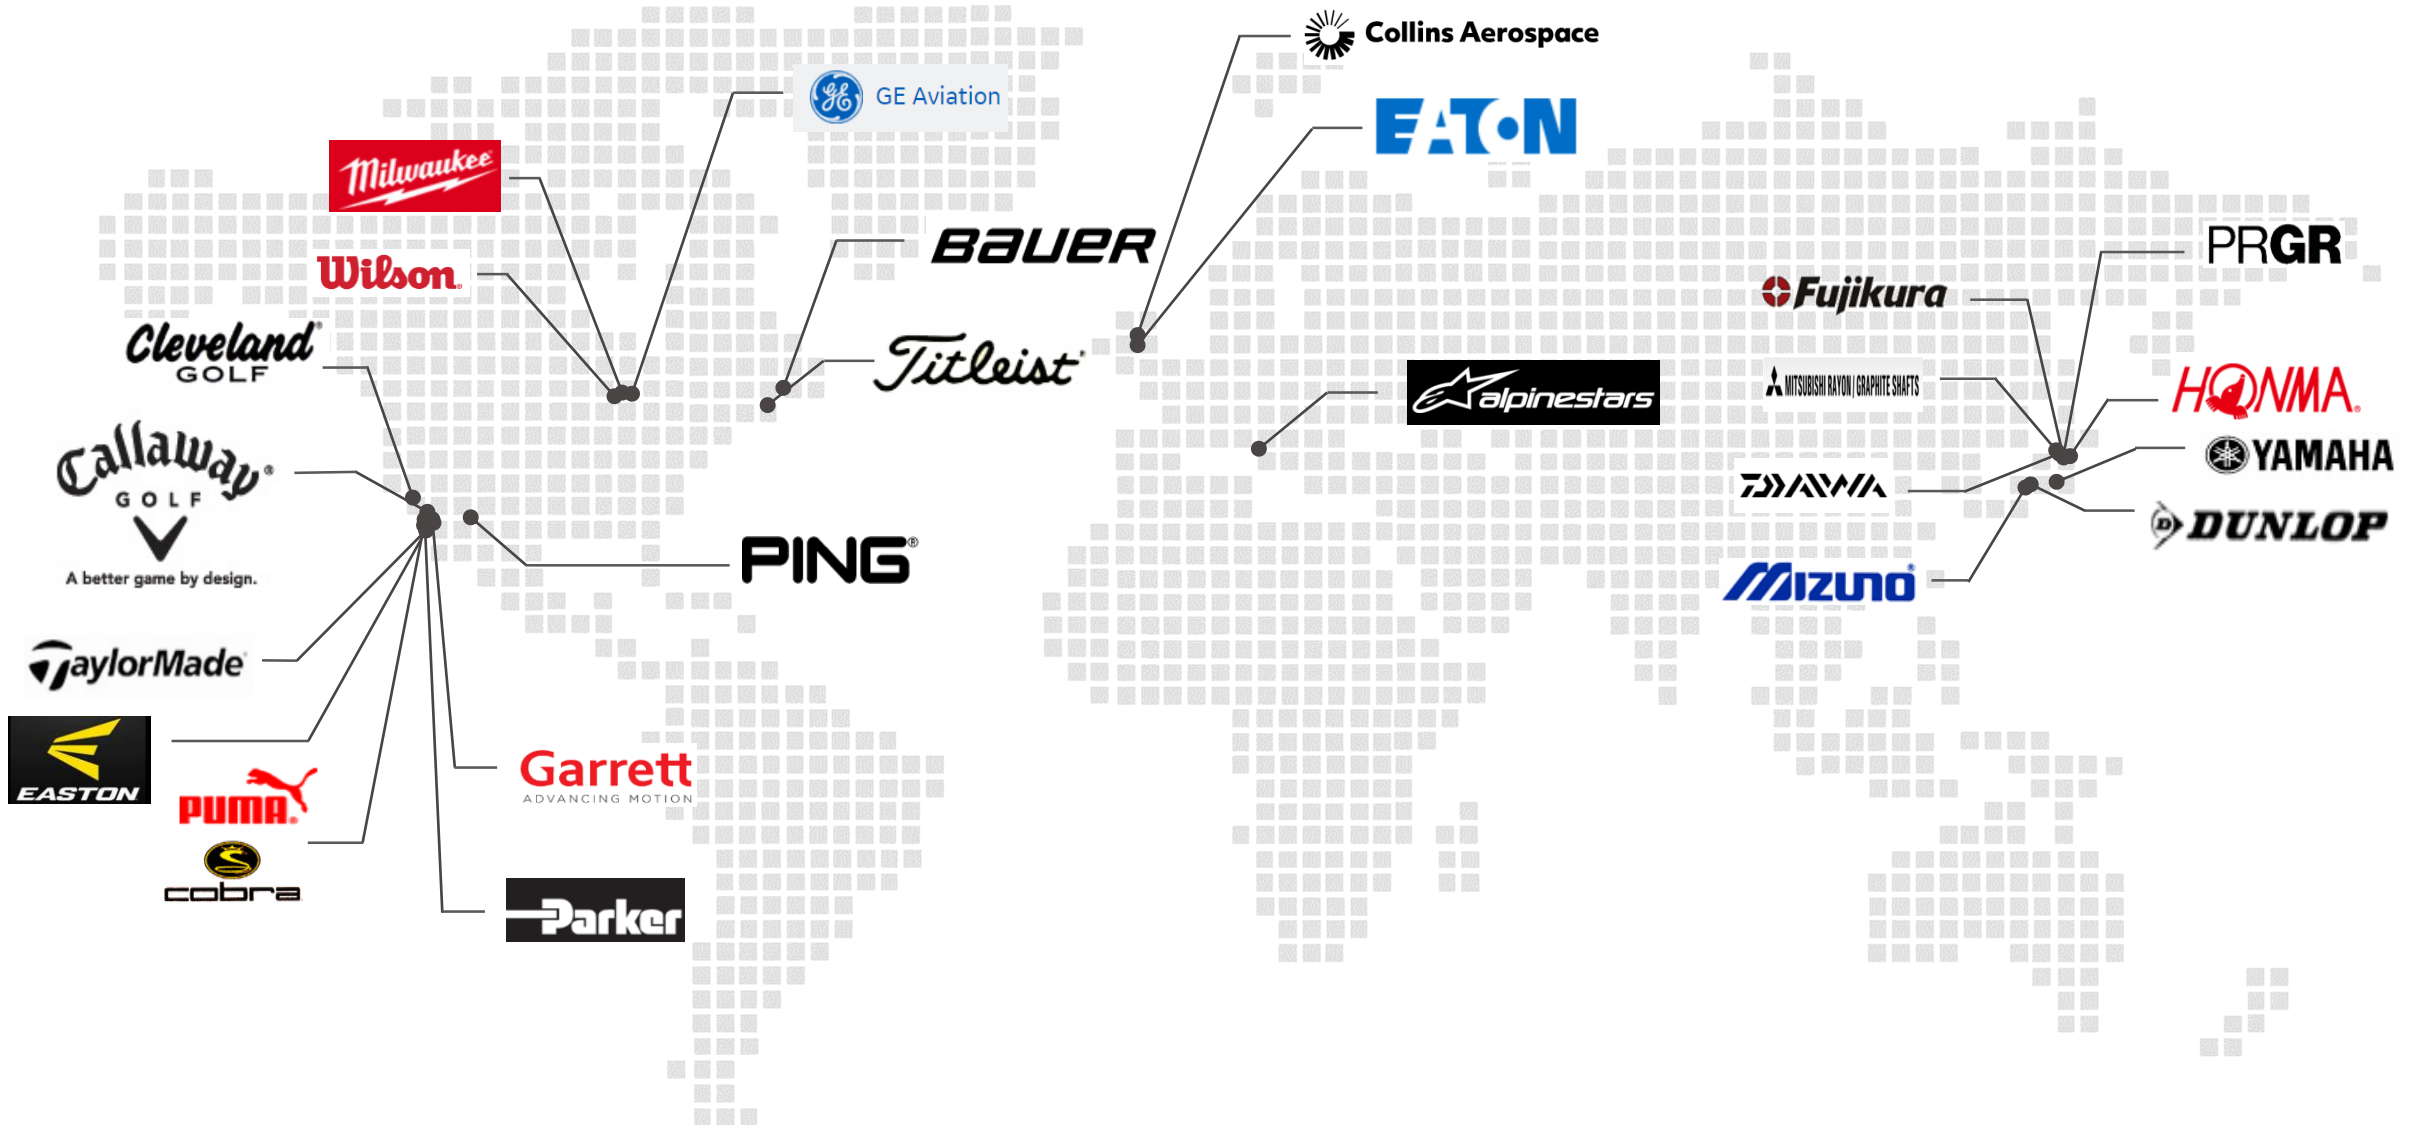 Collins Aerospace
GE Aviation
EATON
Milwaukee
BAUER
PRGR
Wilson
Fujikura
Cleveland
GOLF
Titleist
HONMA
alpinestars
MITSUBISHI RAYON | GRAPHITE SHAFTS
Callaway
GOLF
A better game by design.
YAMAHA
DAIWA
DUNLOP
PING
MIZUNO
TaylorMade
EASTON
PUMA
cobra
Garrett
ADVANCING MOTION
Parker